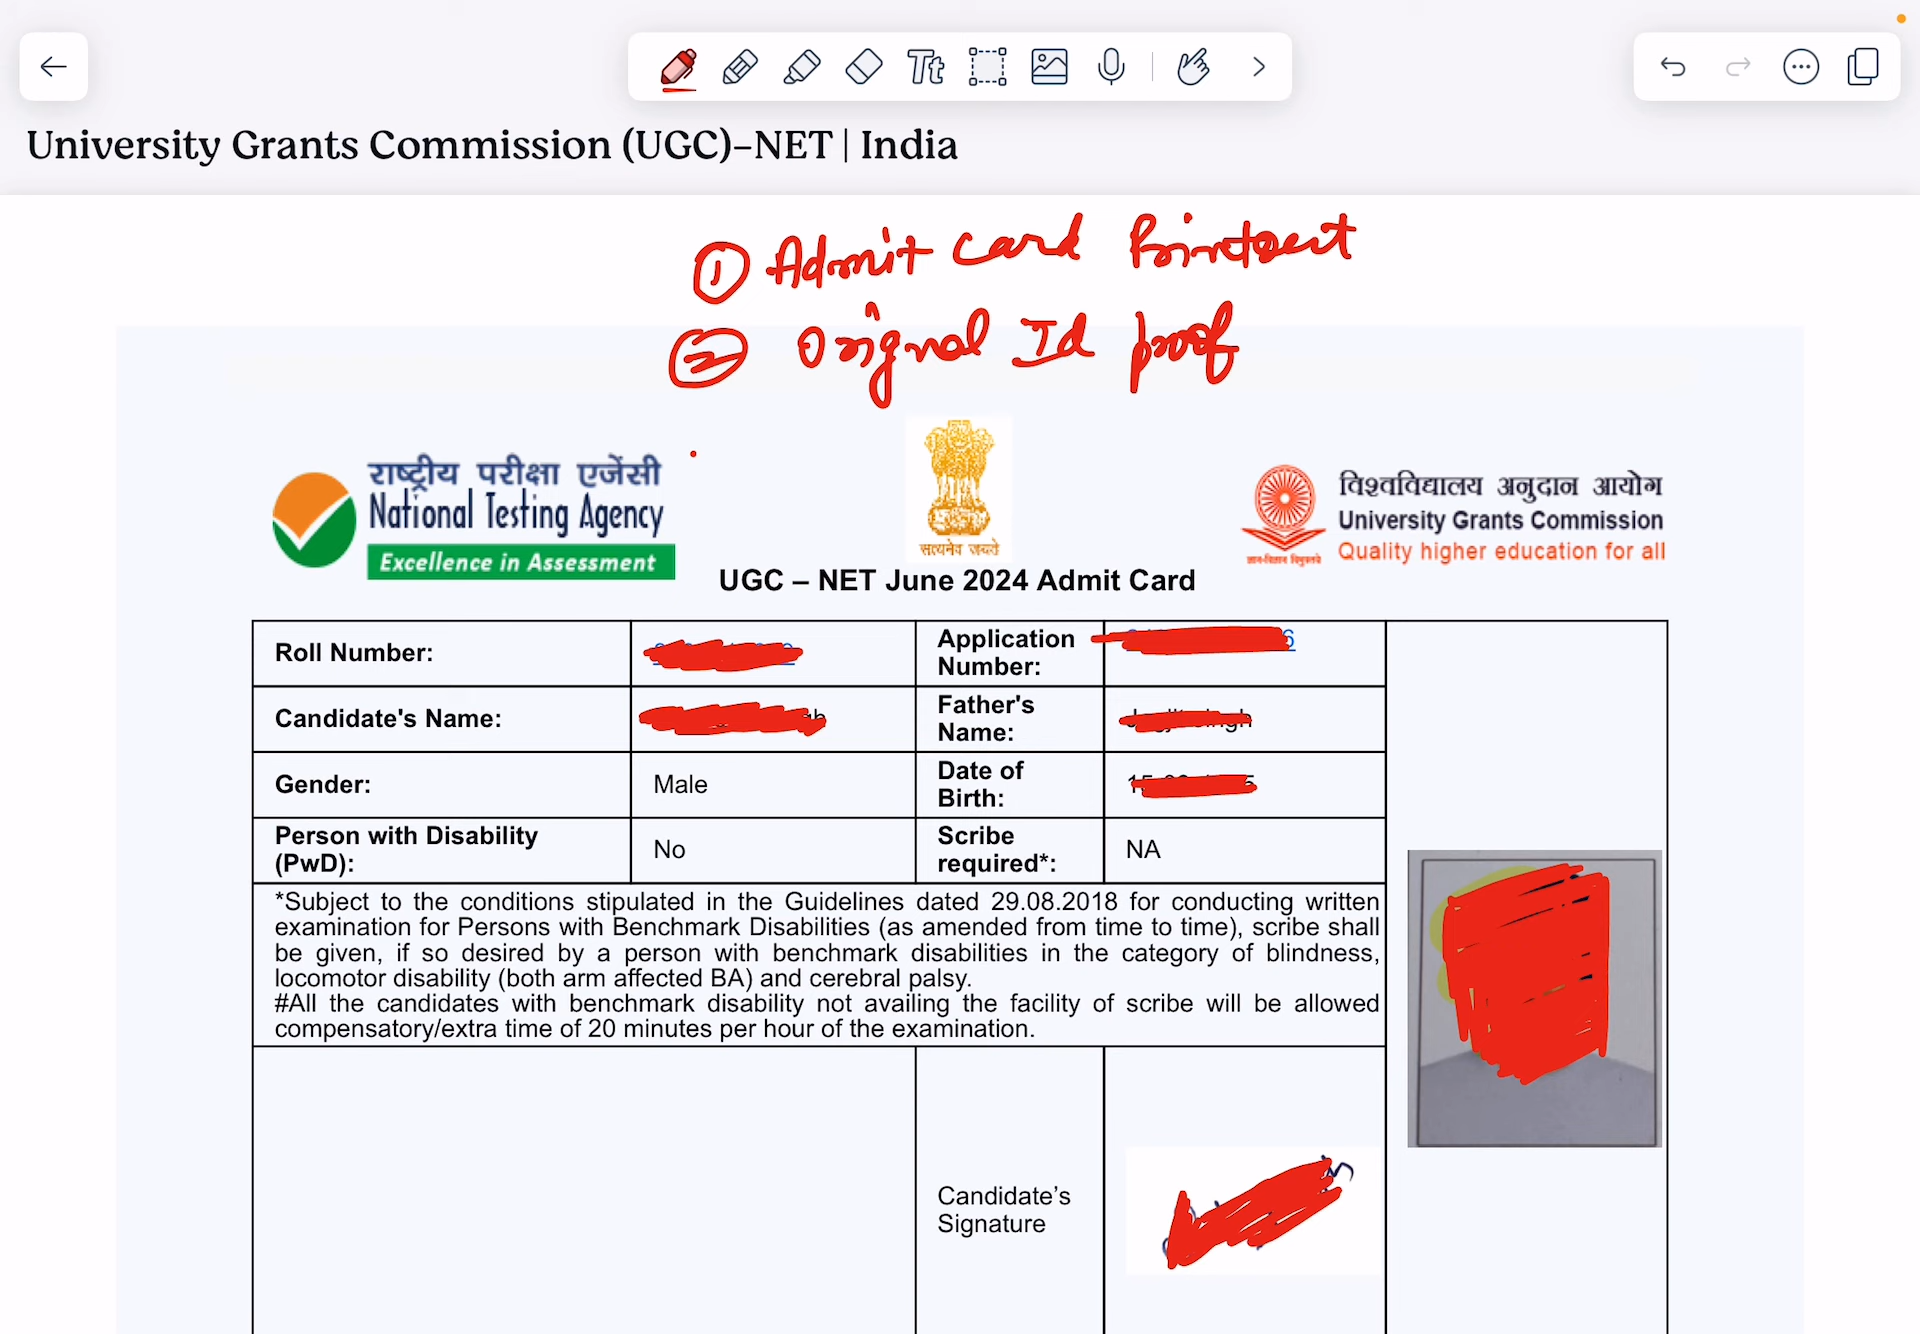 Tt
University Grants Commission (UGC)–NET | India
① Admit Card Printout
② Orignal Id proof
राष्ट्रीय परीक्षा एजेंसी
National Testing Agency
Excellence in Assessment
सत्यमेव जयते
विश्वविद्यालय अनुदान आयोग
University Grants Commission
Quality higher education for all
ज्ञान-विज्ञान विमुक्तये
UGC – NET June 2024 Admit Card
Roll Number:
Application Number:
Candidate's Name:
Father's Name:
Gender: Male
Date of Birth:
Person with Disability (PwD): No
Scribe required*: NA
*Subject to the conditions stipulated in the Guidelines dated 29.08.2018 for conducting written
examination for Persons with Benchmark Disabilities (as amended from time to time), scribe shall
be given, if so desired by a person with benchmark disabilities in the category of blindness,
locomotor disability (both arm affected BA) and cerebral palsy.
#All the candidates with benchmark disability not availing the facility of scribe will be allowed
compensatory/extra time of 20 minutes per hour of the examination.
Candidate’s
Signature